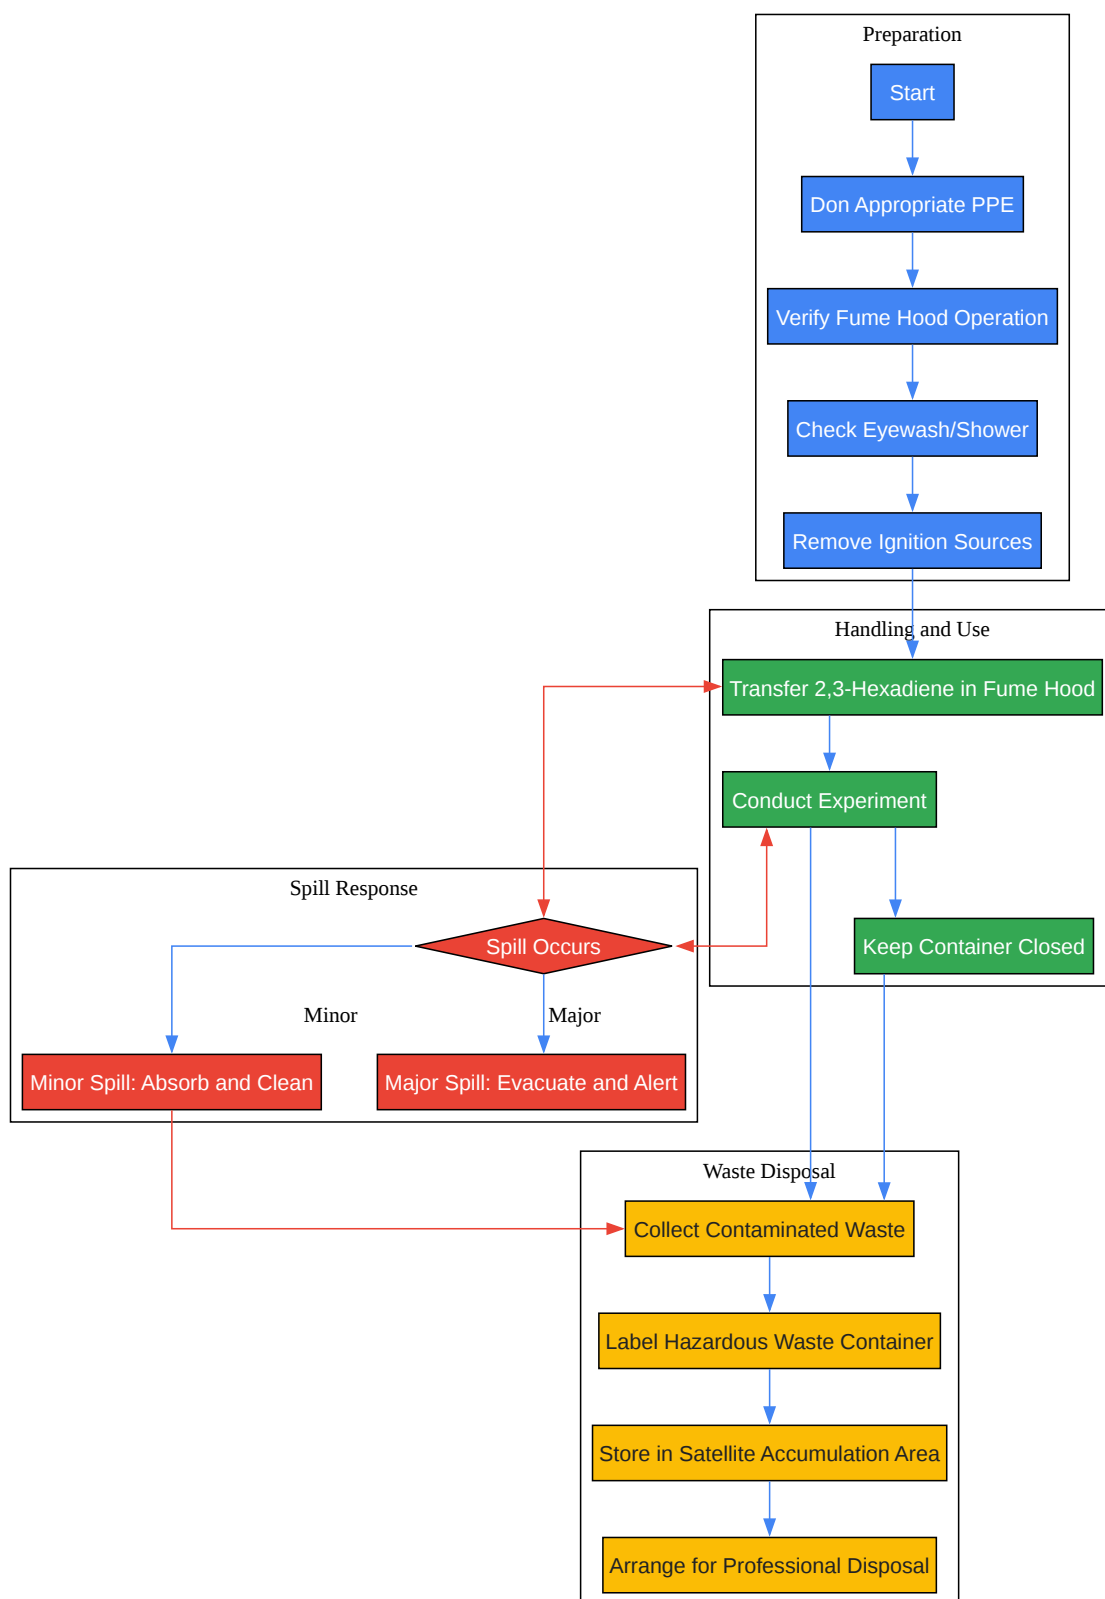 Preparation
Start
Don Appropriate PPE
Verify Fume Hood Operation
Check Eyewash/Shower
Remove Ignition Sources
Handling and Use
Transfer 2,3-Hexadiene in Fume Hood
Conduct Experiment
Keep Container Closed
Spill Response
Spill Occurs
Minor
Major
Minor Spill: Absorb and Clean
Major Spill: Evacuate and Alert
Waste Disposal
Collect Contaminated Waste
Label Hazardous Waste Container
Store in Satellite Accumulation Area
Arrange for Professional Disposal